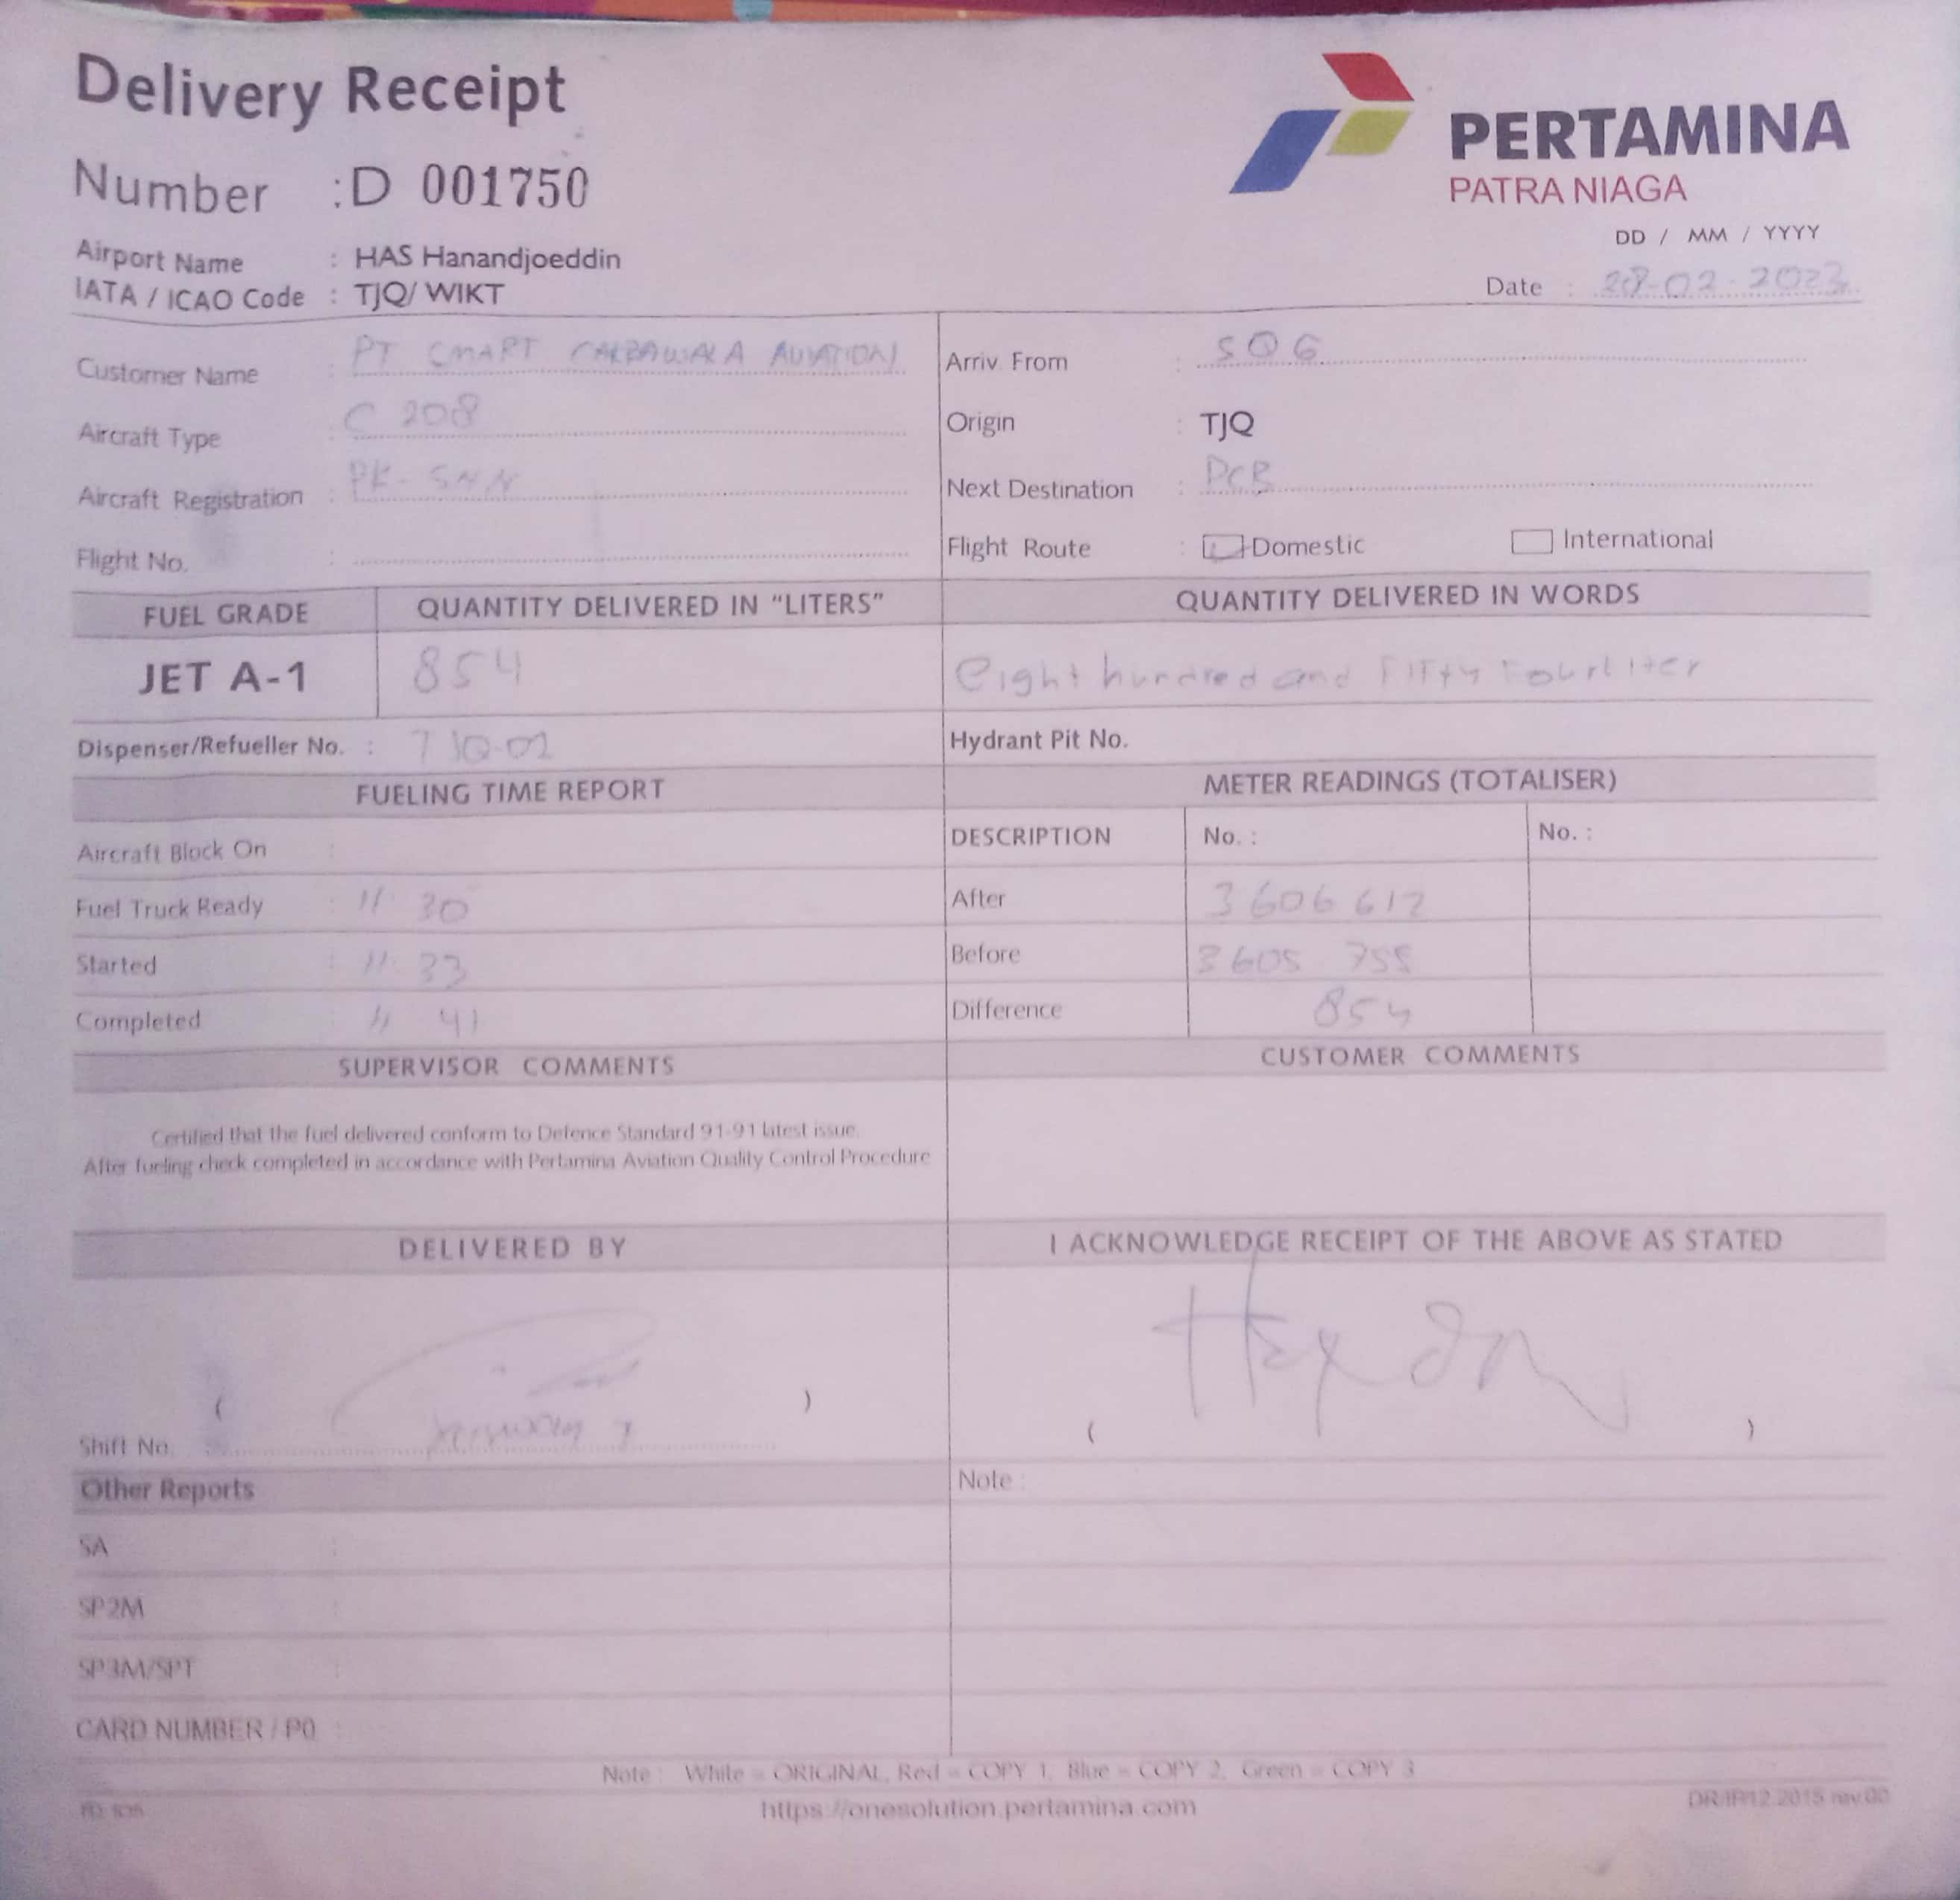 Delivery Receipt
PERTAMINA
PATRA NIAGA
Number : D 001750
DD / MM / YYYY
Airport Name : HAS Hanandjoeddin
Date : 28-02-2023
IATA / ICAO Code : TJQ/ WIKT
Customer Name : PT SMART CAKRAWALA AVIATION
Arriv. From : SQG
Aircraft Type : C 208
Origin : TJQ
Aircraft Registration : PK-SNN
Next Destination : PCB
Flight No. :
Flight Route : Domestic International
FUEL GRADE QUANTITY DELIVERED IN “LITERS” QUANTITY DELIVERED IN WORDS
JET A-1 854 eight hundred and Fifty Four liter
Dispenser/Refueller No. : TJQ-02
Hydrant Pit No.
FUELING TIME REPORT METER READINGS (TOTALISER)
Aircraft Block On :
DESCRIPTION No. : No. :
Fuel Truck Ready : 11 30
After 3606 612
Started : 11 33
Before 3605 758
Completed : 11 41
Difference 854
SUPERVISOR COMMENTS CUSTOMER COMMENTS
Certified that the fuel delivered conform to Defence Standard 91-91 latest issue.
After fueling check completed in accordance with Pertamina Aviation Quality Control Procedure
DELIVERED BY I ACKNOWLEDGE RECEIPT OF THE ABOVE AS STATED
( ) ( )
Shift No.
Other Reports Note :
SA :
SP2M :
SP3M/SPT :
CARD NUMBER / P0 :
Note : White = ORIGINAL, Red = COPY 1, Blue = COPY 2, Green = COPY 3
https://onesolution.pertamina.com